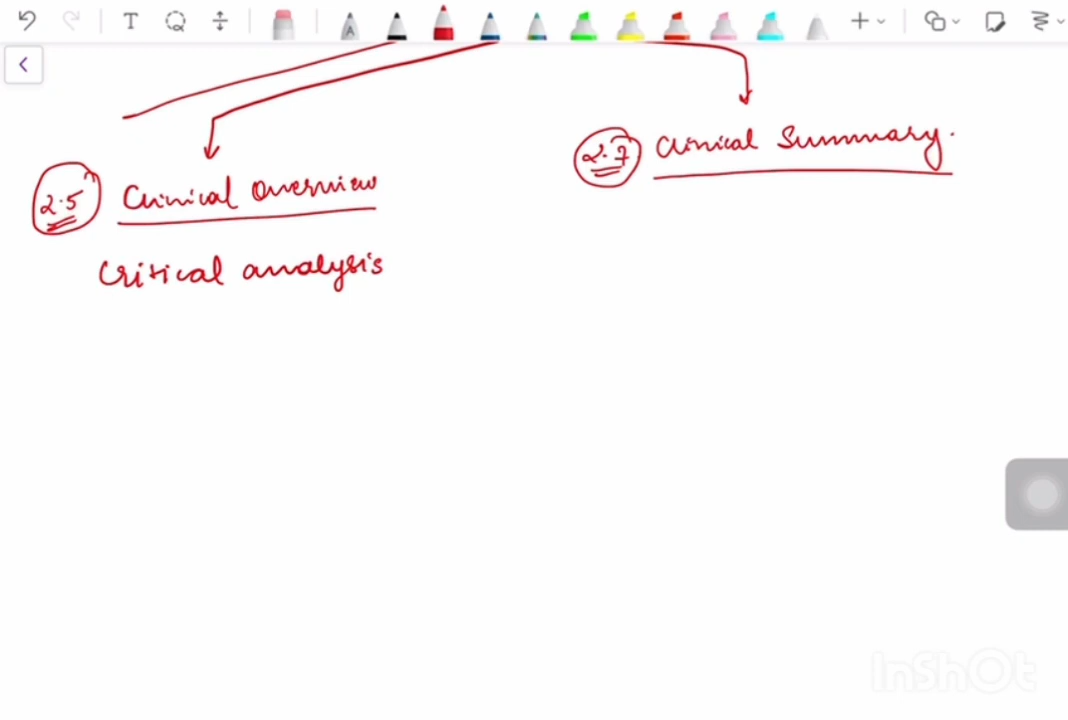 2.5 Clinical Overview
Critical analysis
2.7 Clinical Summary.
InShOt